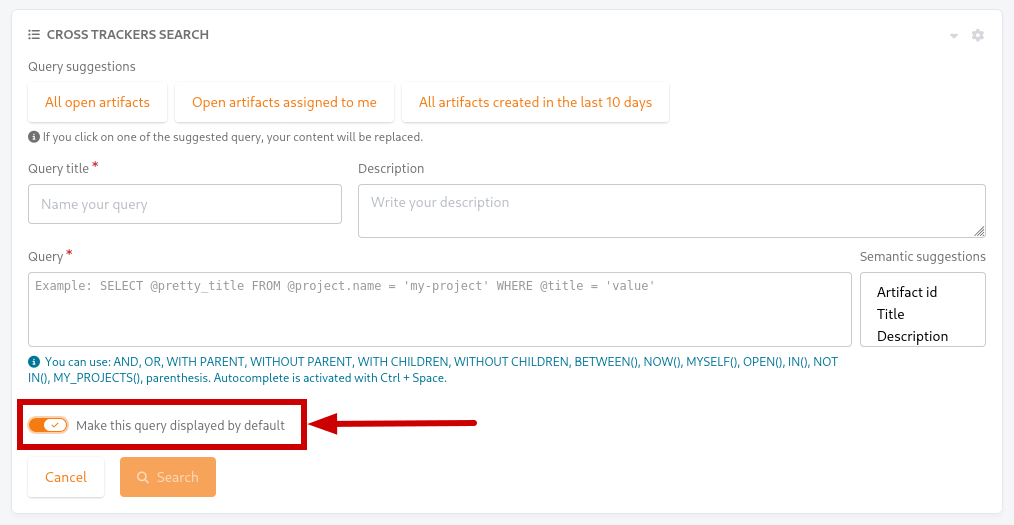 CROSS TRACKERS SEARCH
Query suggestions
All open artifacts
Open artifacts assigned to me
All artifacts created in the last 10 days
If you click on one of the suggested query, your content will be replaced.
Query title *
Description
Name your query
Write your description
Query *
Semantic suggestions
Example: SELECT @pretty_title FROM @project.name = 'my-project' WHERE @title = 'value'
Artifact id
Title
Description
You can use: AND, OR, WITH PARENT, WITHOUT PARENT, WITH CHILDREN, WITHOUT CHILDREN, BETWEEN(), NOW(), MYSELF(), OPEN(), IN(), NOT
IN(), MY_PROJECTS(), parenthesis. Autocomplete is activated with Ctrl + Space.
Make this query displayed by default
Cancel
Search